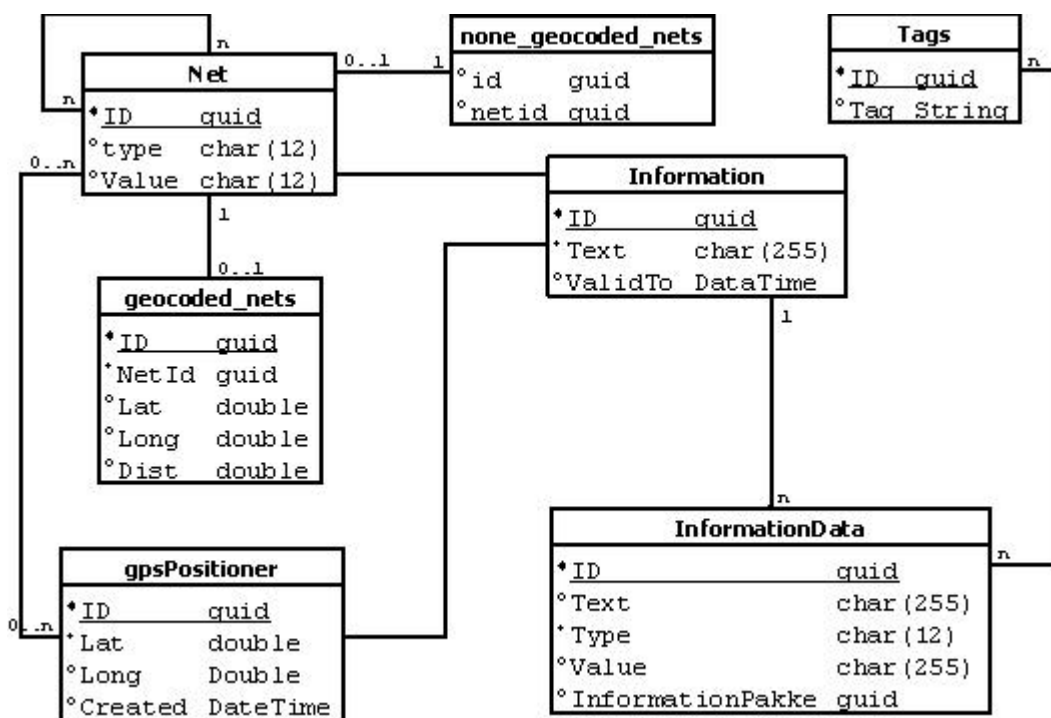 n
none_geocoded_nets
Tags
Net
0..1
1
n
° id guid
° netid guid
*ID guid
°Tag String
n
*ID guid
°type char(12)
°Value char(12)
0..n
1
Information
*ID guid
*Text char(255)
°ValidTo DataTime
1
0..1
geocoded_nets
*ID guid
*NetId guid
°Lat double
°Long double
°Dist double
n
InformationData
n
*ID guid
°Text char(255)
*Type char(12)
°Value char(255)
°InformationPakke guid
gpsPositioner
0..n
*ID guid
*Lat double
°Long Double
°Created DateTime